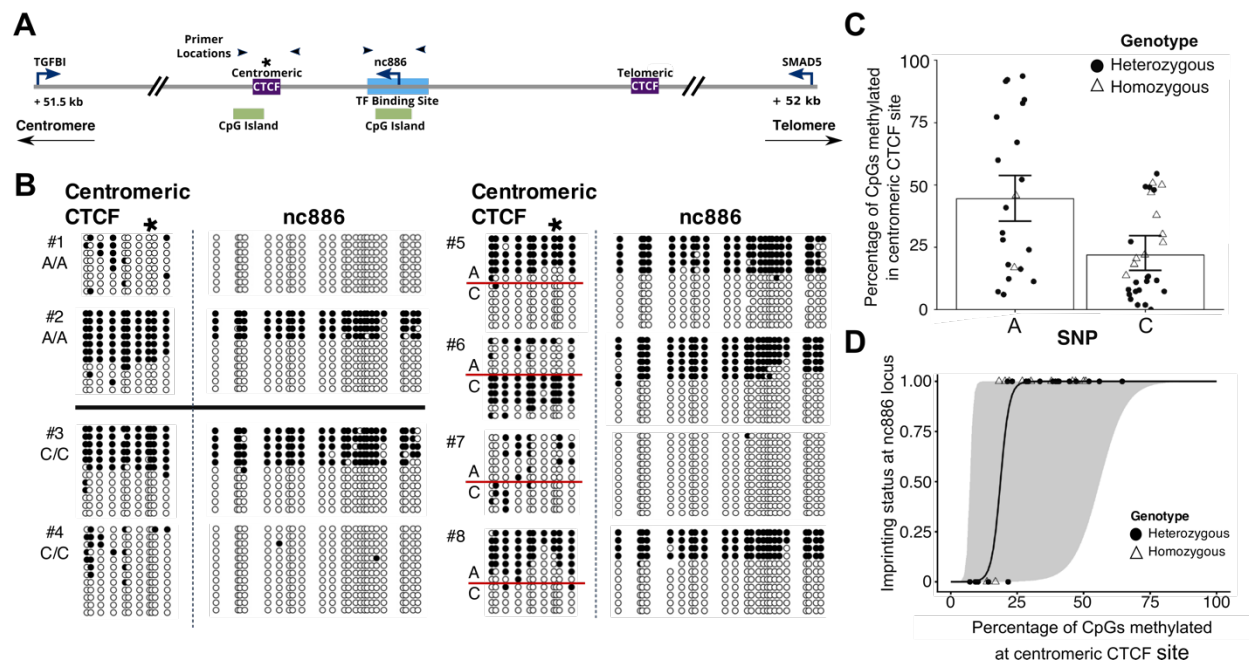 A
Primer
Locations
TGFBI
*
Centromeric
CTCF
nc886
TF Binding Site
Telomeric
CTCF
SMAD5
+ 51.5 kb
+ 52 kb
CpG Island
CpG Island
Centromere
Telomere
B
Centromeric
CTCF
*
nc886
#1
A/A
#2
A/A
#3
C/C
#4
C/C
Centromeric
CTCF
*
nc886
#5
A
C
#6
A
C
#7
A
C
#8
A
C
C
Genotype
Heterozygous
Homozygous
Percentage of CpGs methylated
in centromeric CTCF site
100
75
50
25
0
A
C
SNP
D
Imprinting status at nc886 locus
1.00
0.75
0.50
0.25
0
Genotype
Heterozygous
Homozygous
0
25
50
75
100
Percentage of CpGs methylated
at centromeric CTCF site